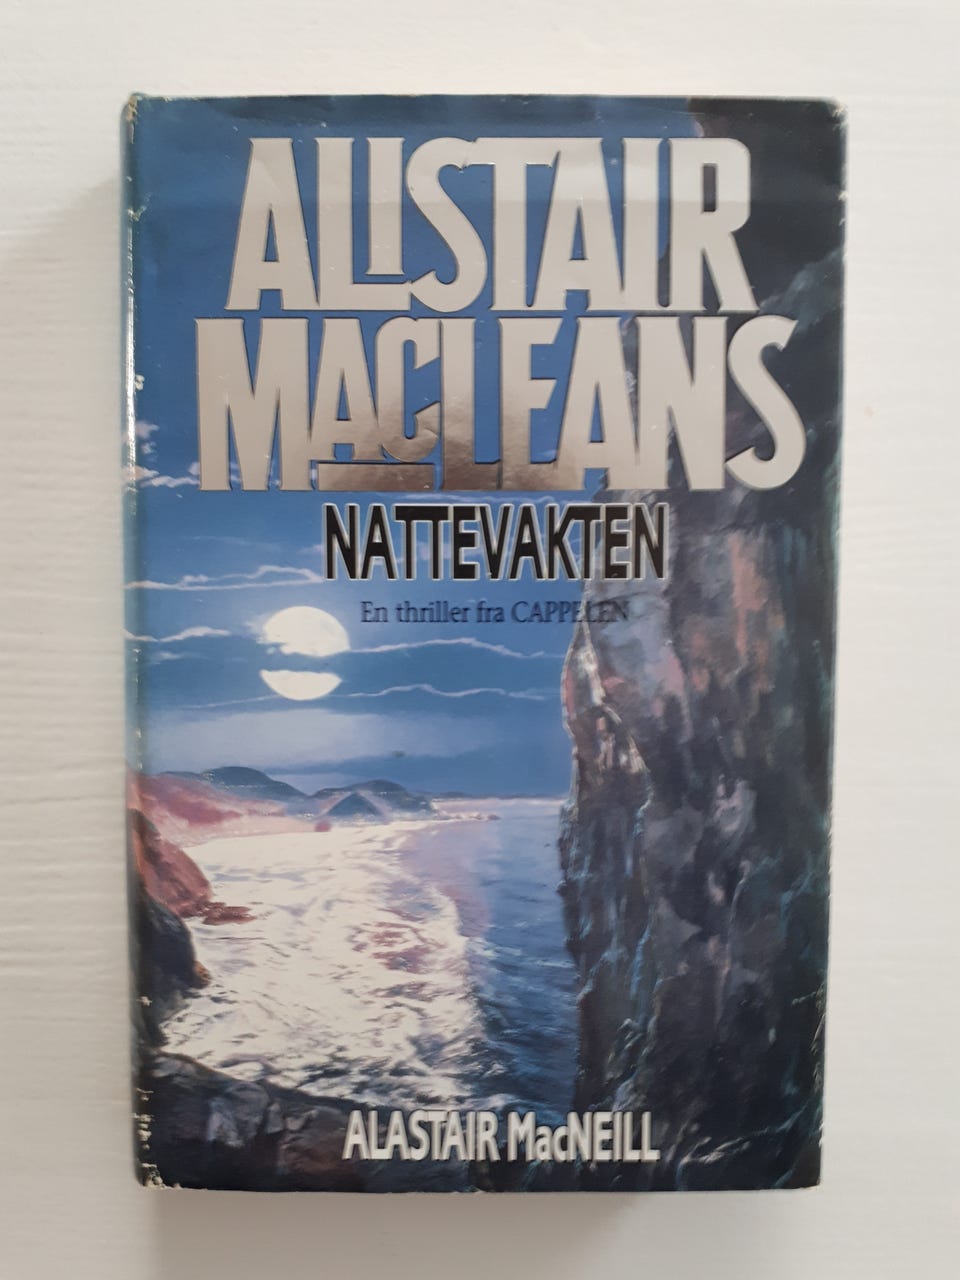 ALISTAIR
MACLEANS
NATTEVAKTEN
En thriller fra CAPPELEN
ALASTAIR MacNEILL